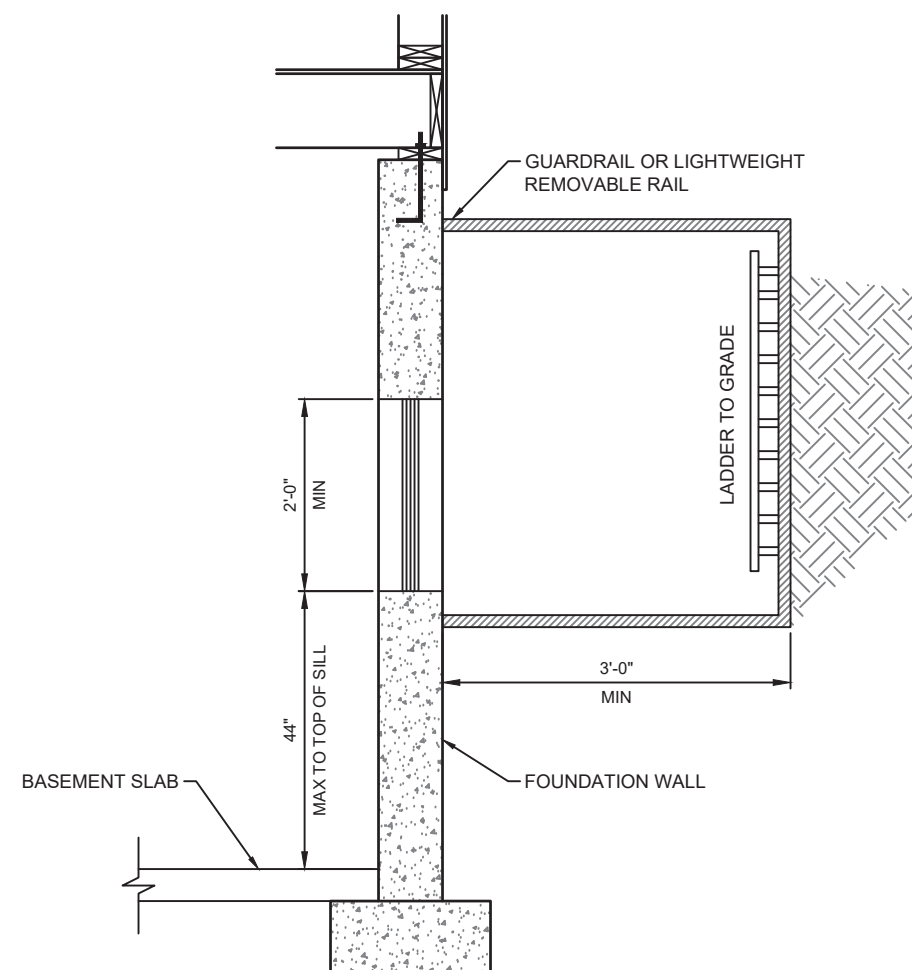 GUARDRAIL OR LIGHTWEIGHT
REMOVABLE RAIL
LADDER TO GRADE
2'-0"
MIN
3'-0"
MIN
44"
MAX TO TOP OF SILL
BASEMENT SLAB
FOUNDATION WALL